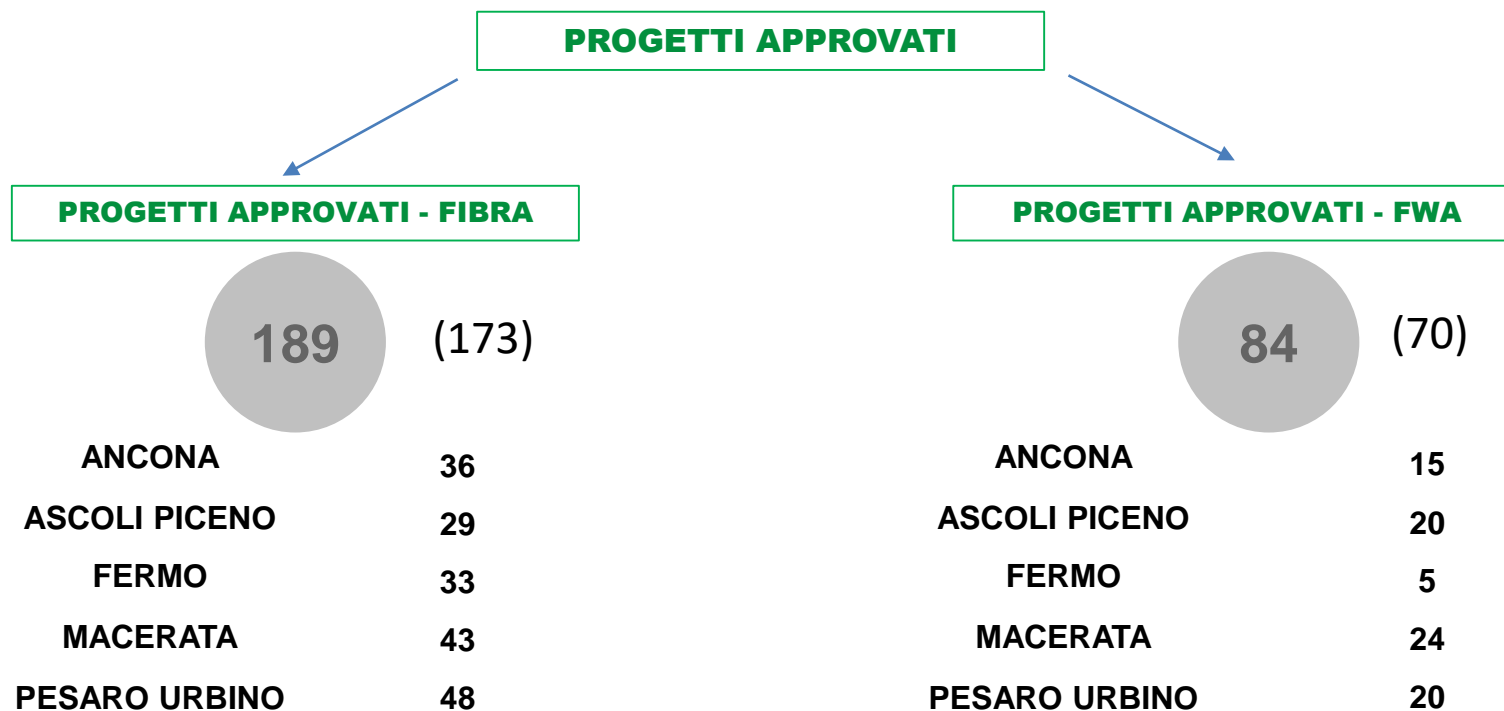 PROGETTI APPROVATI
PROGETTI APPROVATI - FIBRA
189 (173)
ANCONA 36
ASCOLI PICENO 29
FERMO 33
MACERATA 43
PESARO URBINO 48
PROGETTI APPROVATI - FWA
84 (70)
ANCONA 15
ASCOLI PICENO 20
FERMO 5
MACERATA 24
PESARO URBINO 20